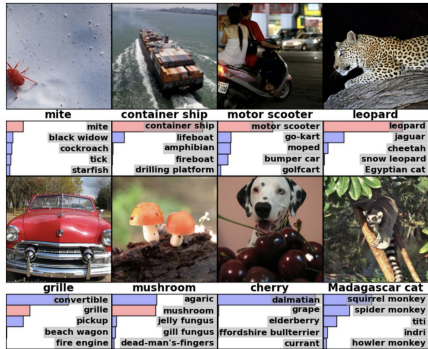 mite
container ship
motor scooter
leopard
mite
black widow
cockroach
tick
starfish
container ship
lifeboat
amphibian
fireboat
drilling platform
motor scooter
go-kart
moped
bumper car
golfcart
leopard
jaguar
cheetah
snow leopard
Egyptian cat
grille
mushroom
cherry
Madagascar cat
convertible
grille
pickup
beach wagon
fire engine
agaric
mushroom
jelly fungus
gill fungus
dead-man's-fingers
dalmatian
grape
elderberry
ffordshire bullterrier
currant
squirrel monkey
spider monkey
titi
indri
howler monkey